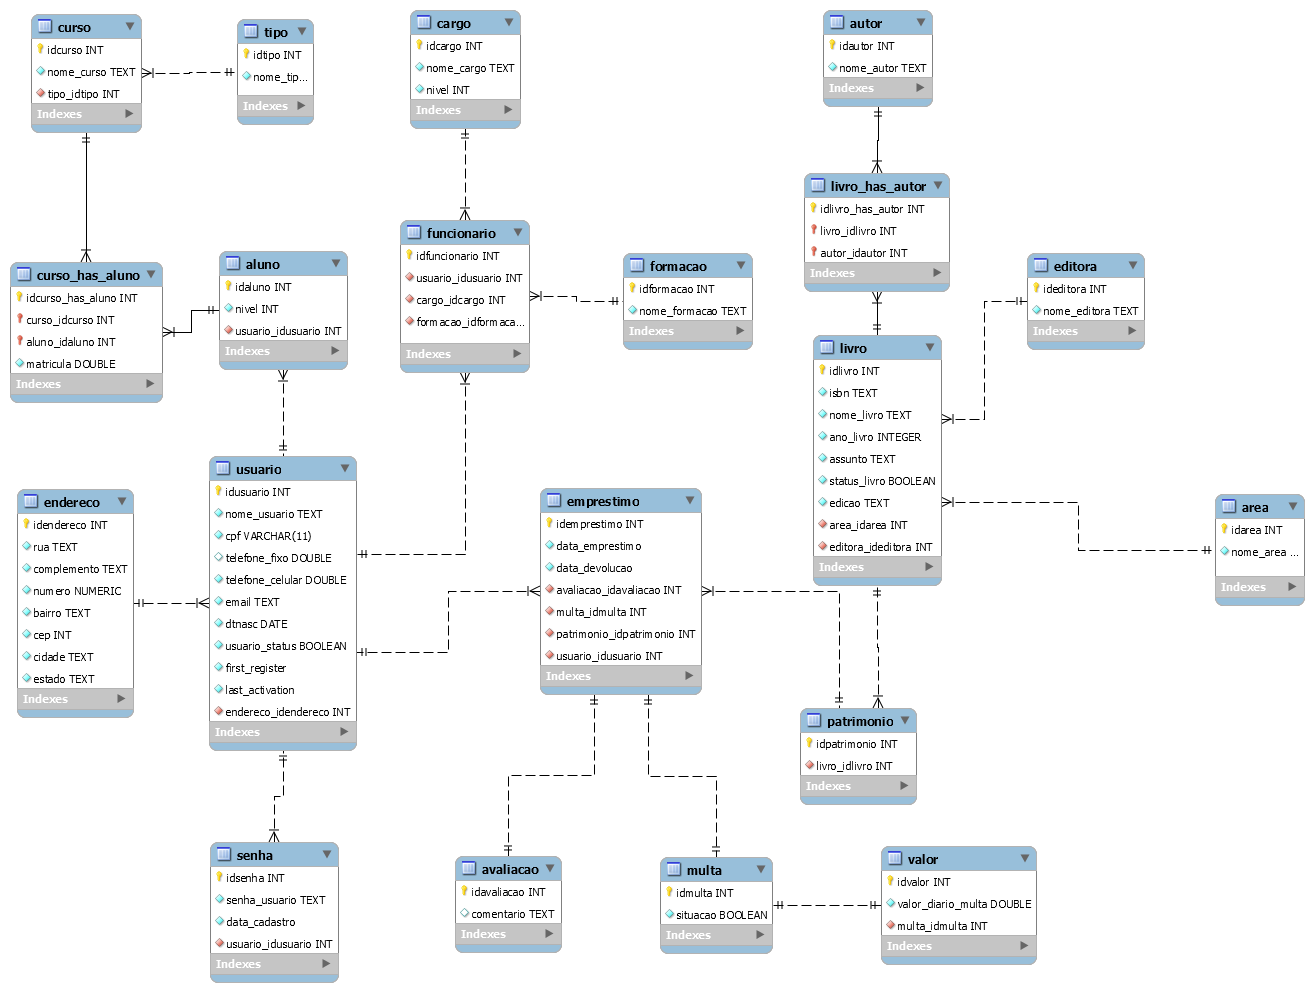 curso
idcurso INT
nome_curso TEXT
tipo_idtipo INT
Indexes
tipo
idtipo INT
nome_tip...
Indexes
cargo
idcargo INT
nome_cargo TEXT
nivel INT
Indexes
autor
idautor INT
nome_autor TEXT
Indexes
livro_has_autor
idlivro_has_autor INT
livro_idlivro INT
autor_idautor INT
Indexes
curso_has_aluno
idcurso_has_aluno INT
curso_idcurso INT
aluno_idaluno INT
matricula DOUBLE
Indexes
aluno
idaluno INT
nivel INT
usuario_idusuario INT
Indexes
funcionario
idfuncionario INT
usuario_idusuario INT
cargo_idcargo INT
formacao_idformaca...
Indexes
formacao
idformacao INT
nome_formacao TEXT
Indexes
editora
ideditora INT
nome_editora TEXT
Indexes
livro
idlivro INT
isbn TEXT
nome_livro TEXT
ano_livro INTEGER
assunto TEXT
status_livro BOOLEAN
edicao TEXT
area_idarea INT
editora_ideditora INT
Indexes
endereco
idendereco INT
rua TEXT
complemento TEXT
numero NUMERIC
bairro TEXT
cep INT
cidade TEXT
estado TEXT
Indexes
usuario
idusuario INT
nome_usuario TEXT
cpf VARCHAR(11)
telefone_fixo DOUBLE
telefone_celular DOUBLE
email TEXT
dtnasc DATE
usuario_status BOOLEAN
first_register
last_activation
endereco_idendereco INT
Indexes
emprestimo
idemprestimo INT
data_emprestimo
data_devolucao
avaliacao_idavaliacao INT
multa_idmulta INT
patrimonio_idpatrimonio INT
usuario_idusuario INT
Indexes
area
idarea INT
nome_area ...
Indexes
patrimonio
idpatrimonio INT
livro_idlivro INT
Indexes
senha
idsenha INT
senha_usuario TEXT
data_cadastro
usuario_idusuario INT
Indexes
avaliacao
idavaliacao INT
comentario TEXT
Indexes
multa
idmulta INT
situacao BOOLEAN
Indexes
valor
idvalor INT
valor_diario_multa DOUBLE
multa_idmulta INT
Indexes